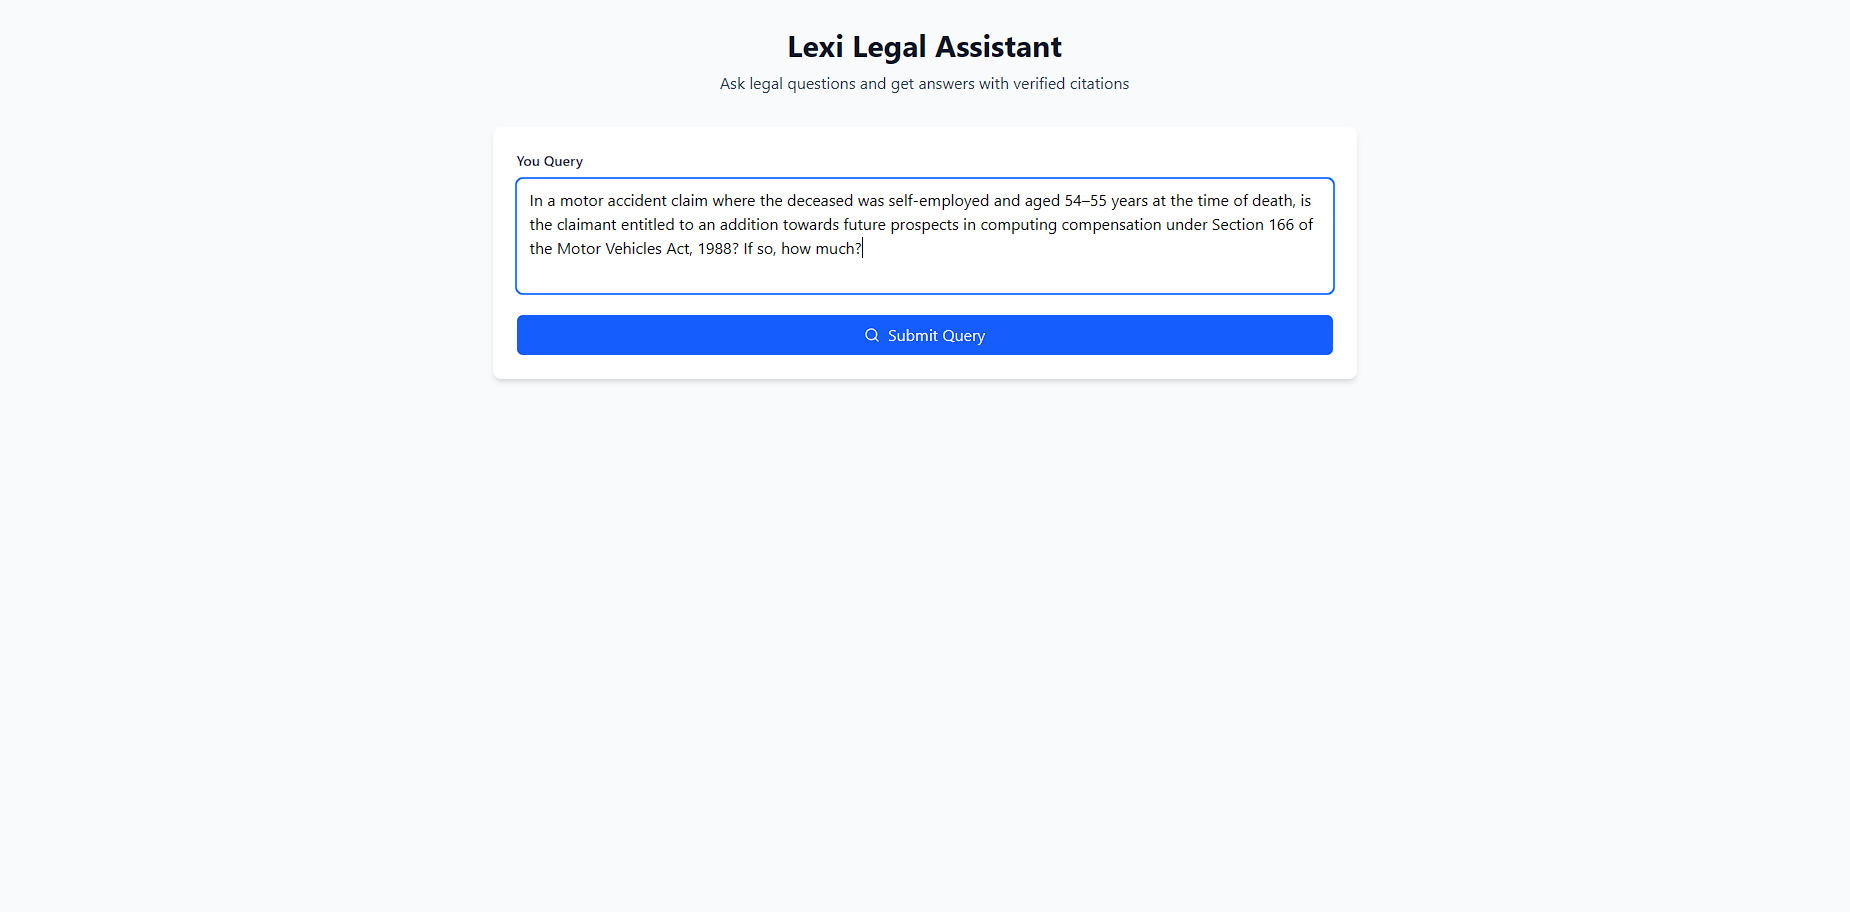 Lexi Legal Assistant
Ask legal questions and get answers with verified citations
You Query
In a motor accident claim where the deceased was self-employed and aged 54–55 years at the time of death, is
the claimant entitled to an addition towards future prospects in computing compensation under Section 166 of
the Motor Vehicles Act, 1988? If so, how much?
Submit Query